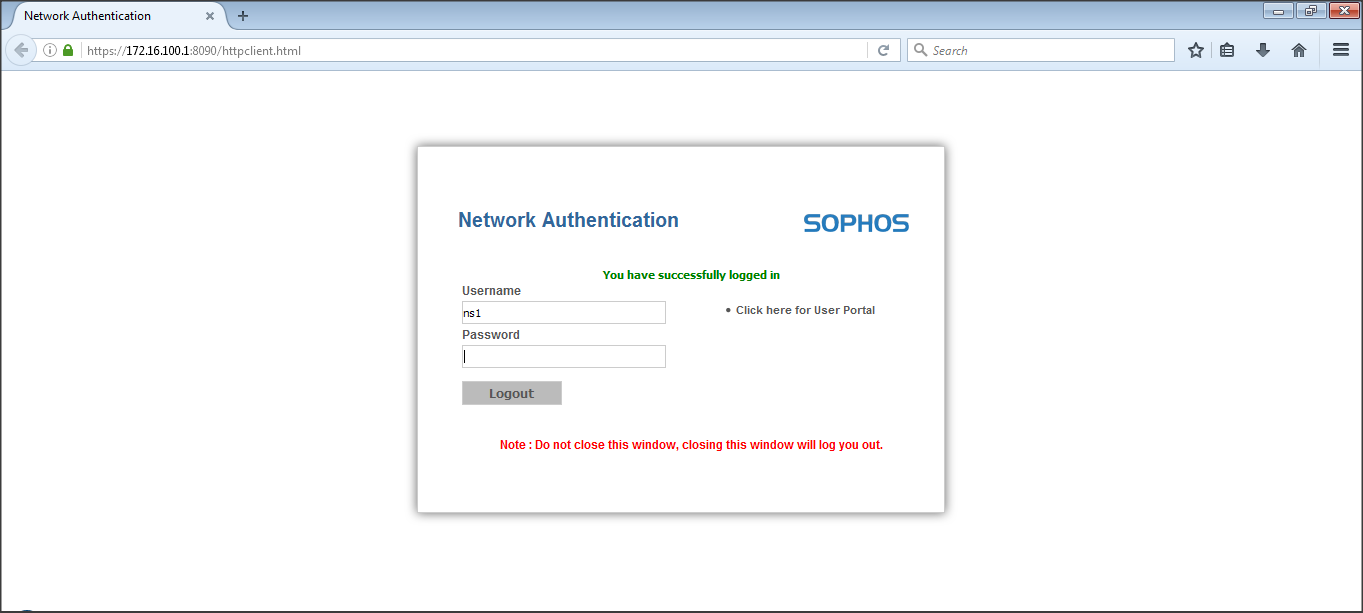 Network Authentication
https://172.16.100.1:8090/httpclient.html
Search
Network Authentication
SOPHOS
You have successfully logged in
Username
ns1
• Click here for User Portal
Password
Logout
Note : Do not close this window, closing this window will log you out.